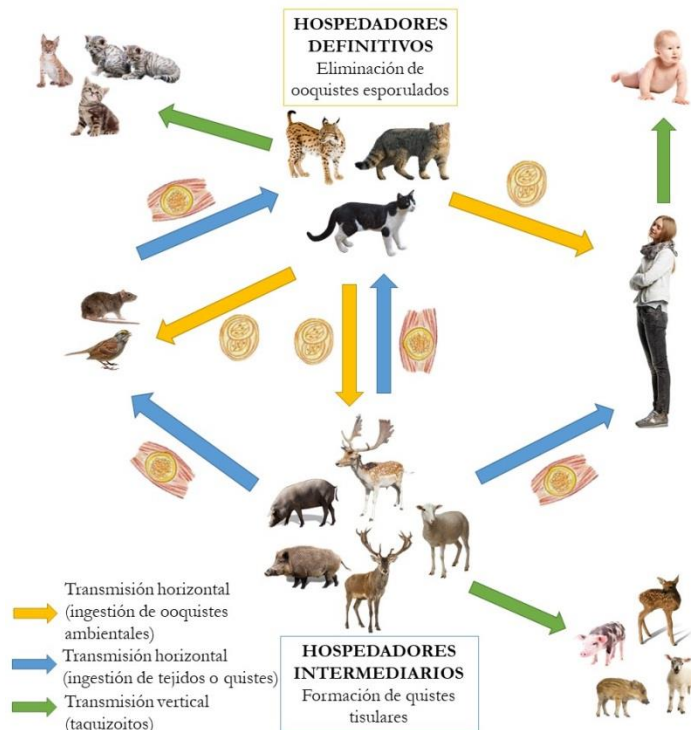 HOSPEDADORES
DEFINITIVOS
Eliminación de
ooquistes esporulados
Transmisión horizontal
(ingestión de ooquistes
ambientales)
Transmisión horizontal
(ingestión de tejidos o quistes)
Transmisión vertical
(taquizoitos)
HOSPEDADORES
INTERMEDIARIOS
Formación de quistes
tisulares